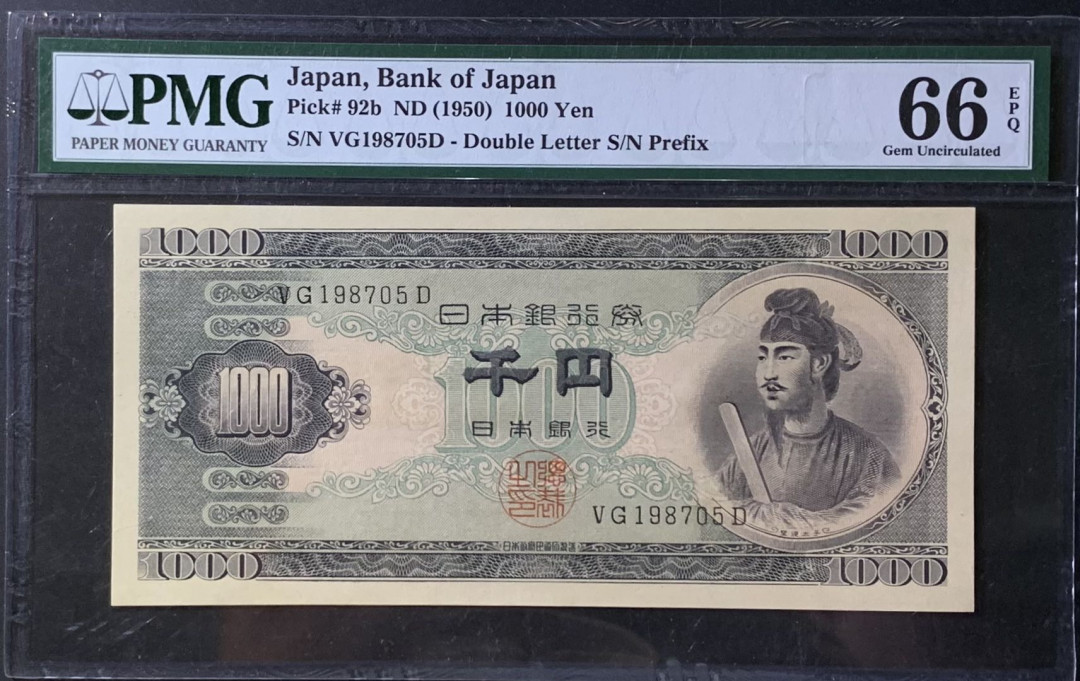 PMG
PAPER MONEY GUARANTY
Japan, Bank of Japan
Pick# 92b ND (1950) 1000 Yen
S/N VG198705D - Double Letter S/N Prefix
66 EPQ
Gem Uncirculated
1000 1000
VG198705D
日本銀行券
千円
1000
1000
日本銀行
VG198705D
1000 1000